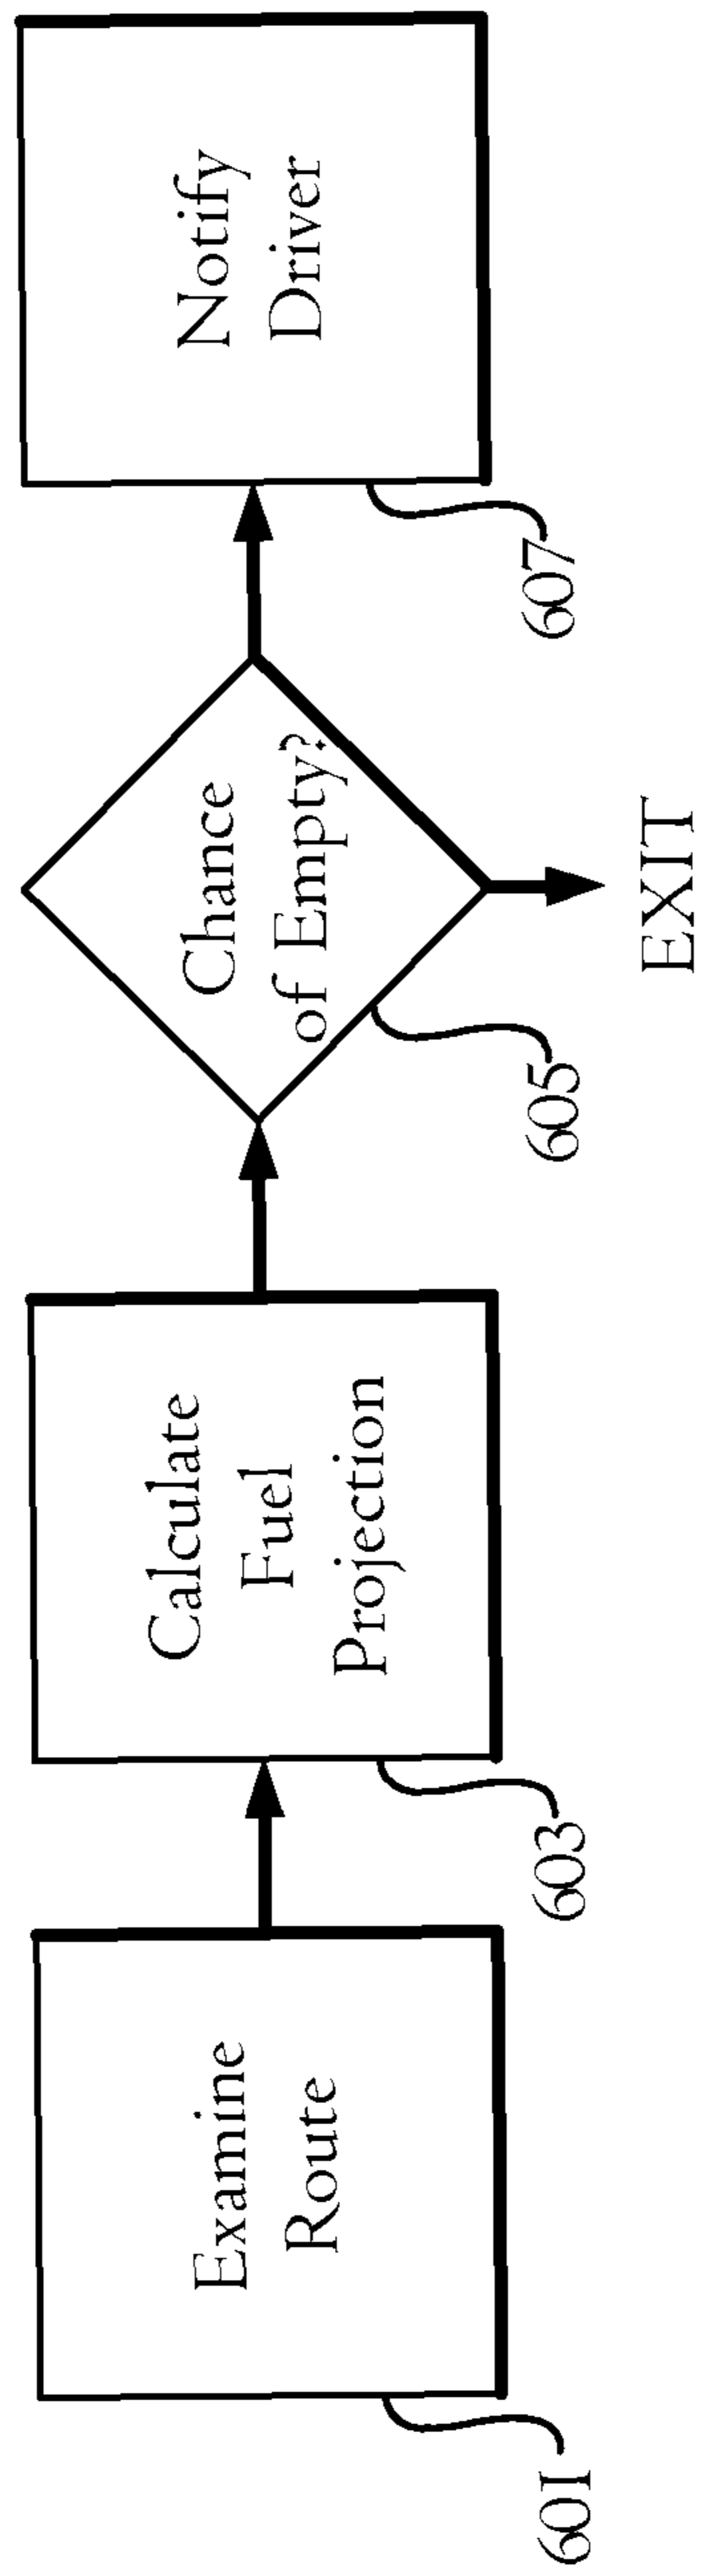 Examine
Route
601
Calculate
Fuel
Projection
603
Chance
of Empty?
605
EXIT
Notify
Driver
607